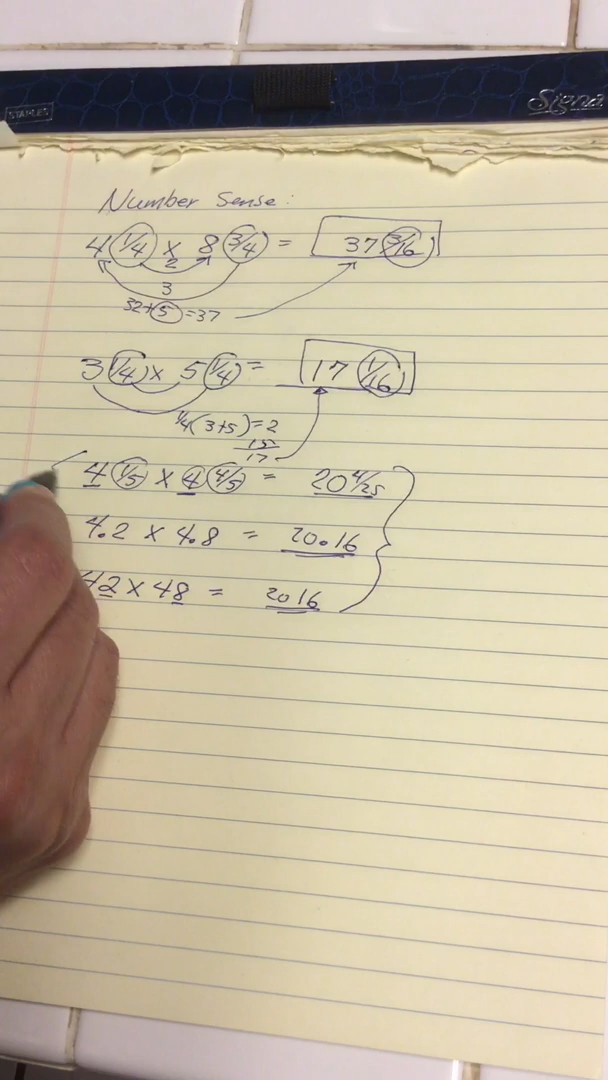 STAPLES
Signa
Number Sense:
4 1/4 x 8 3/4 = 37 3/16
2
3
32+5=37
3 1/4 x 5 1/4 = 17 1/16
1/4(3+5)=2
15
17
4 1/5 x 4 4/5 = 20 4/25
4.2 x 4.8 = 20.16
42 x 48 = 2016